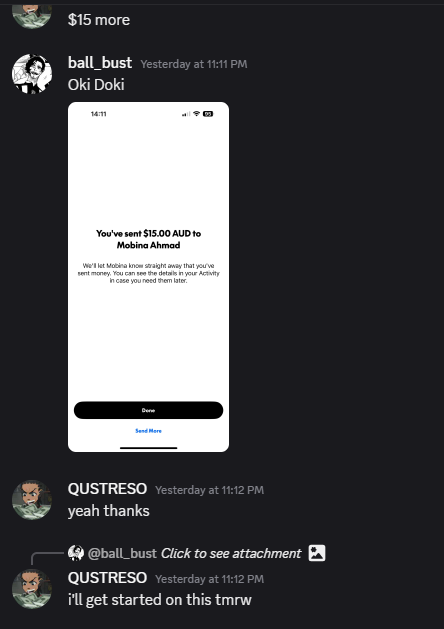 $15 more
ball_bust Yesterday at 11:11 PM
Oki Doki
14:11
You've sent $15.00 AUD to
Mobina Ahmad
We'll let Mobina know straight away that you've
sent money. You can see the details in your Activity
in case you need them later.
Done
Send More
QUSTRESO Yesterday at 11:12 PM
yeah thanks
@ball_bust Click to see attachment
QUSTRESO Yesterday at 11:12 PM
i'll get started on this tmrw